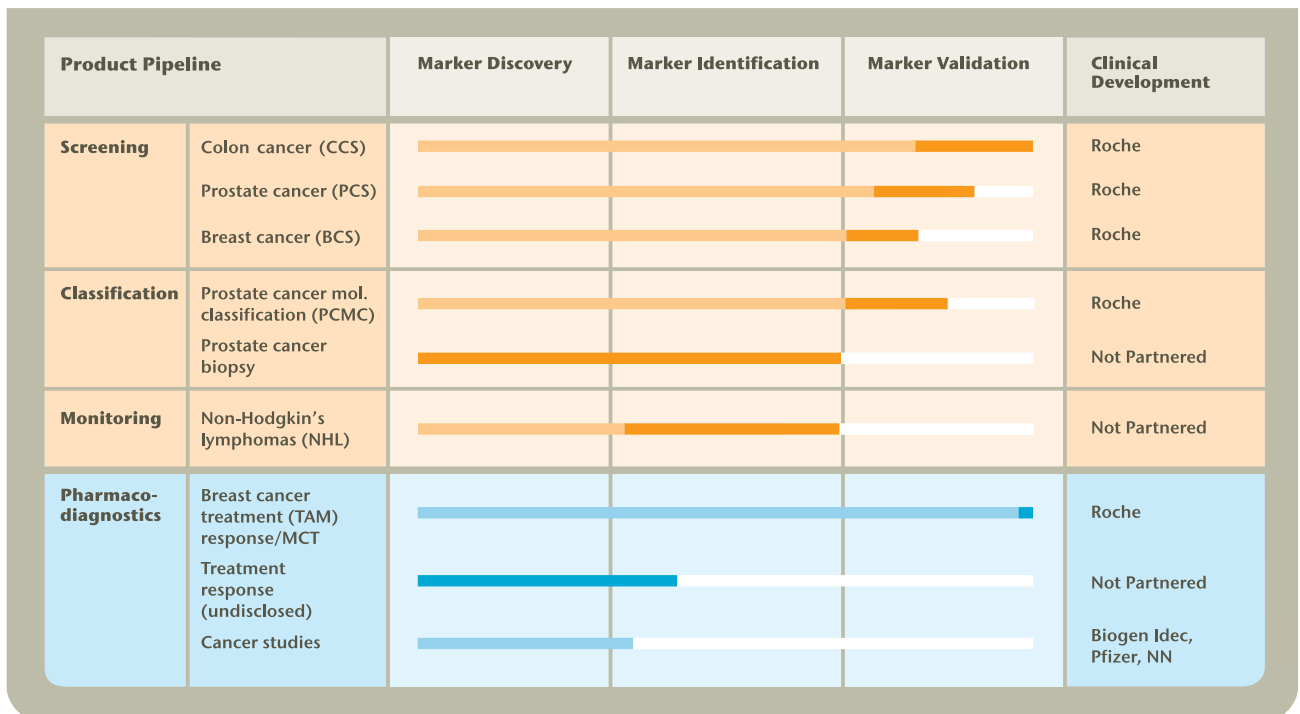 Product Pipeline
Marker Discovery
Marker Identification
Marker Validation
Clinical
Development
Screening
Colon cancer (CCS)
Roche
Prostate cancer (PCS)
Roche
Breast cancer (BCS)
Roche
Classification
Prostate cancer mol.
classification (PCMC)
Roche
Prostate cancer
biopsy
Not Partnered
Monitoring
Non-Hodgkin's
lymphomas (NHL)
Not Partnered
Pharmaco-
diagnostics
Breast cancer
treatment (TAM)
response/MCT
Roche
Treatment
response
(undisclosed)
Not Partnered
Cancer studies
Biogen Idec,
Pfizer, NN